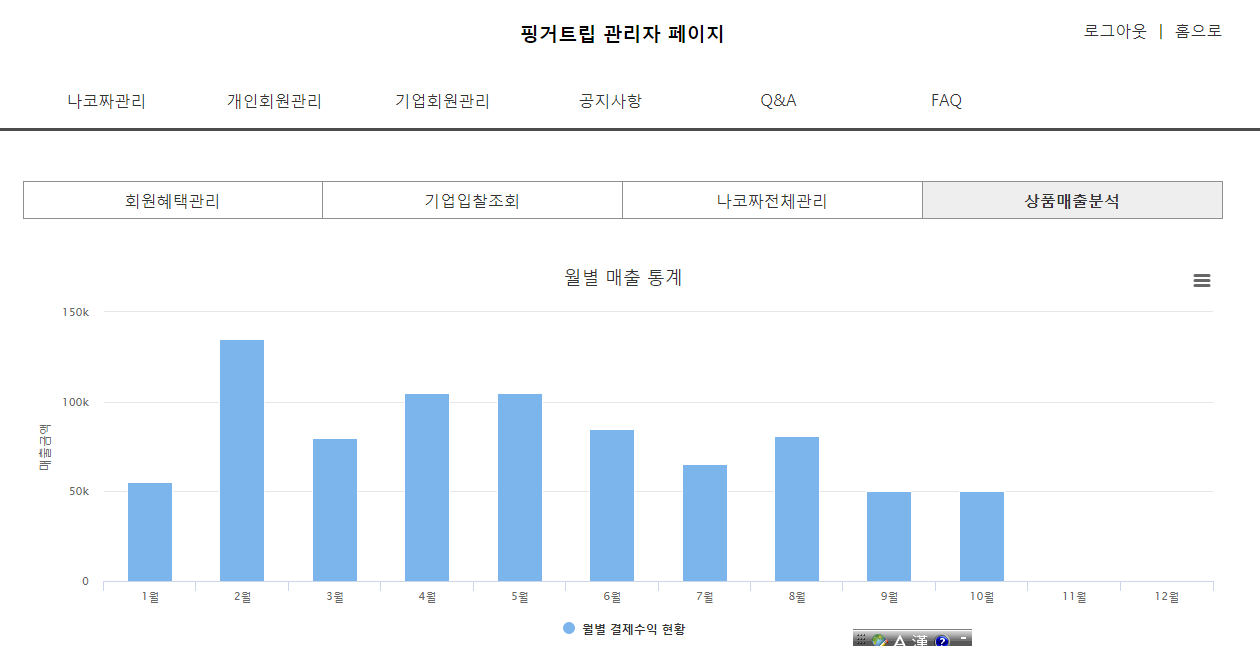 핑거트립 관리자 페이지
로그아웃 | 홈으로
나코짜관리 개인회원관리 기업회원관리 공지사항 Q&A FAQ
회원혜택관리 기업입찰조회 나코짜전체관리 상품매출분석
월별 매출 통계
150k
100k
50k
0
매출금액
1월 2월 3월 4월 5월 6월 7월 8월 9월 10월 11월 12월
월별 결제수익 현황
A 漢 ?